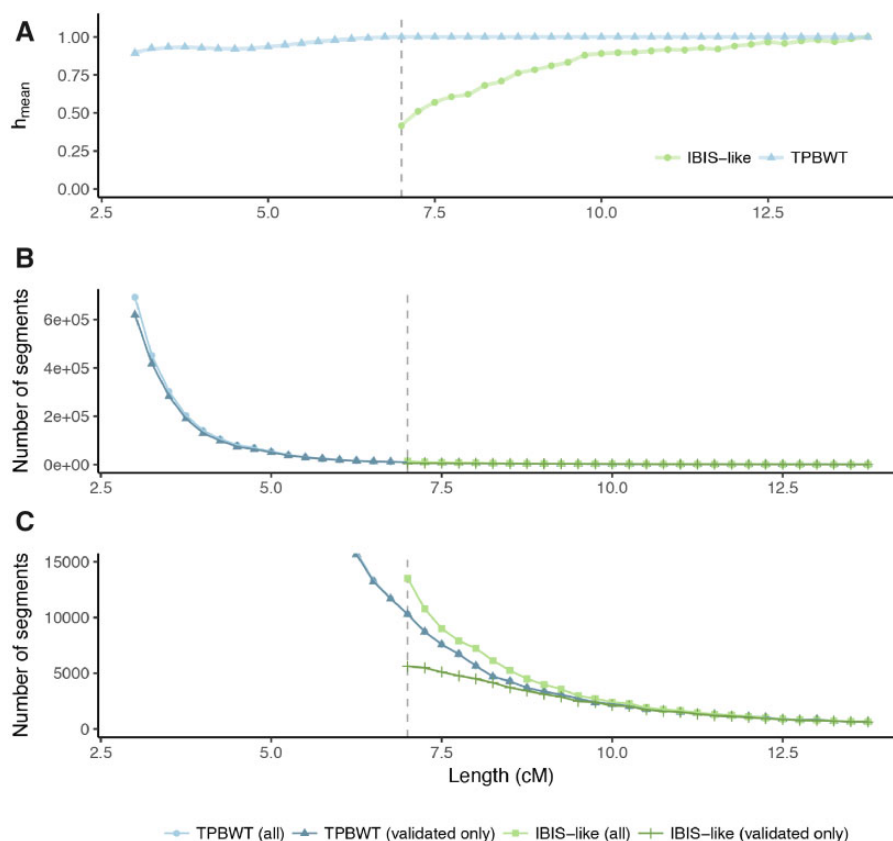 A
h_mean
1.00
0.75
0.50
0.25
0.00
IBIS−like TPBWT
2.5 5.0 7.5 10.0 12.5
B
Number of segments
6e+05
4e+05
2e+05
0e+00
2.5 5.0 7.5 10.0 12.5
C
Number of segments
15000
10000
5000
0
2.5 5.0 7.5 10.0 12.5
Length (cM)
TPBWT (all) TPBWT (validated only) IBIS−like (all) IBIS−like (validated only)